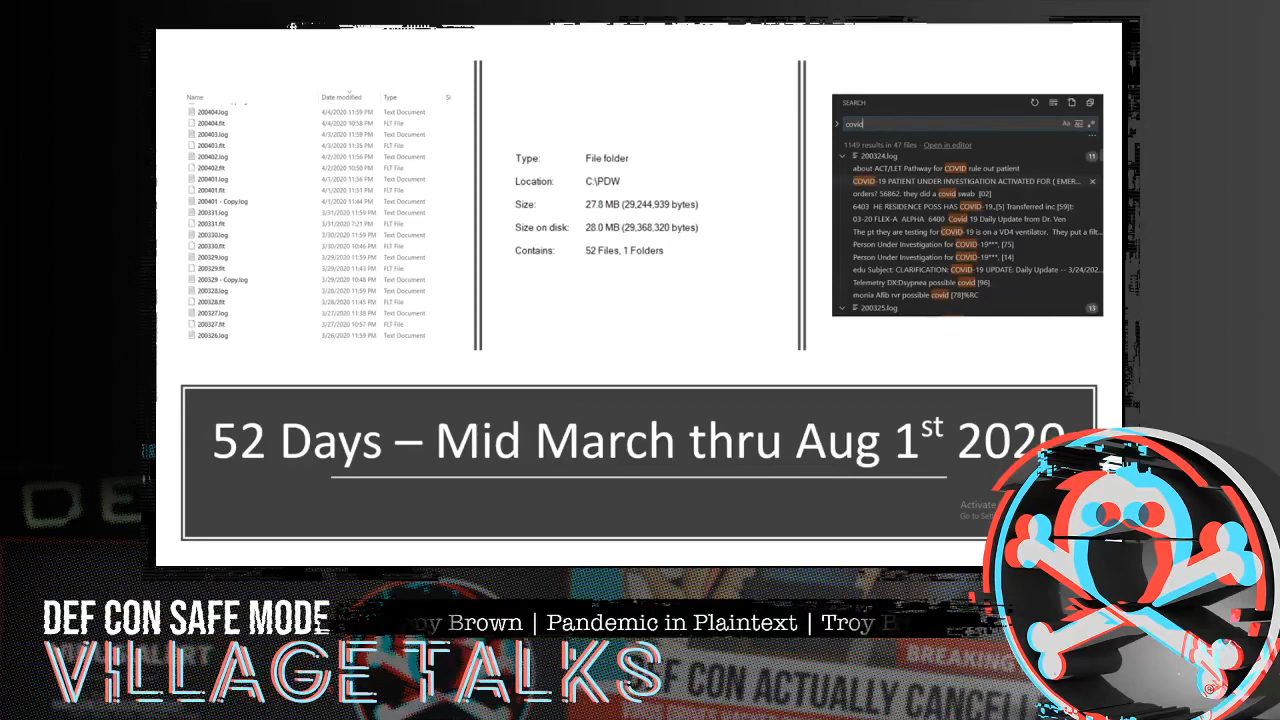 Name Date modified Type Si
200404.log 4/4/2020 11:59 PM Text Document
200404.flt 4/4/2020 10:58 PM FLT File
200403.log 4/3/2020 11:59 PM Text Document
200403.flt 4/3/2020 11:35 PM FLT File
200402.log 4/2/2020 11:56 PM Text Document
200402.flt 4/2/2020 10:50 PM FLT File
200401.log 4/1/2020 11:56 PM Text Document
200401.flt 4/1/2020 11:51 PM FLT File
200401 - Copy.log 4/1/2020 11:44 PM Text Document
200331.log 3/31/2020 11:59 PM Text Document
200331.flt 3/31/2020 7:21 PM FLT File
200330.log 3/30/2020 11:59 PM Text Document
200330.flt 3/30/2020 10:46 PM FLT File
200329.log 3/29/2020 11:59 PM Text Document
200329.flt 3/29/2020 11:43 PM FLT File
200329 - Copy.log 3/29/2020 10:48 PM Text Document
200328.log 3/28/2020 11:59 PM Text Document
200328.flt 3/28/2020 11:45 PM FLT File
200327.log 3/27/2020 11:38 PM Text Document
200327.flt 3/27/2020 10:57 PM FLT File
200326.log 3/26/2020 11:59 PM Text Document
Type: File folder
Location: C:\PDW
Size: 27.8 MB (29,244,939 bytes)
Size on disk: 28.0 MB (29,368,320 bytes)
Contains: 52 Files, 1 Folders
SEARCH
covid
1149 results in 47 files - Open in editor
200324.log 11
about ACT/LET Pathway for COVID rule out patient
COVID-19 PATIENT UNDER INVESTIGATION ACTIVATED FOR ( EMER...
orders? 56862. they did a covid swab [02]
6403 HE RESIDENCE POSS HAS COVID-19..[5] Transferred inc [59]t:
03-20 FLEX-A ALPHA 6400 Covid 19 Daily Update from Dr. Ven
The pt they are testing for COVID-19 is on a VD4 ventilator. They put a filt...
Person Under Investigation for COVID-19***, [75]
Person Under Investigation for COVID-19***, [14]
edu Subject: CLARIFICATION: COVID-19 UPDATE: Daily Update -- 3/24/202...
Telemetry DX:Dsypnea possible covid [96]
monia Afib rvr possible covid [78]%RC
200325.log 13
52 Days – Mid March thru Aug 1st 2020
Activate
Go to Sett
DEF CON SAFE MODE
VILLAGE TALKS
oy Brown | Pandemic in Plaintext | Troy B
BREAKING
DEF CON ACTUALLY CANCELL